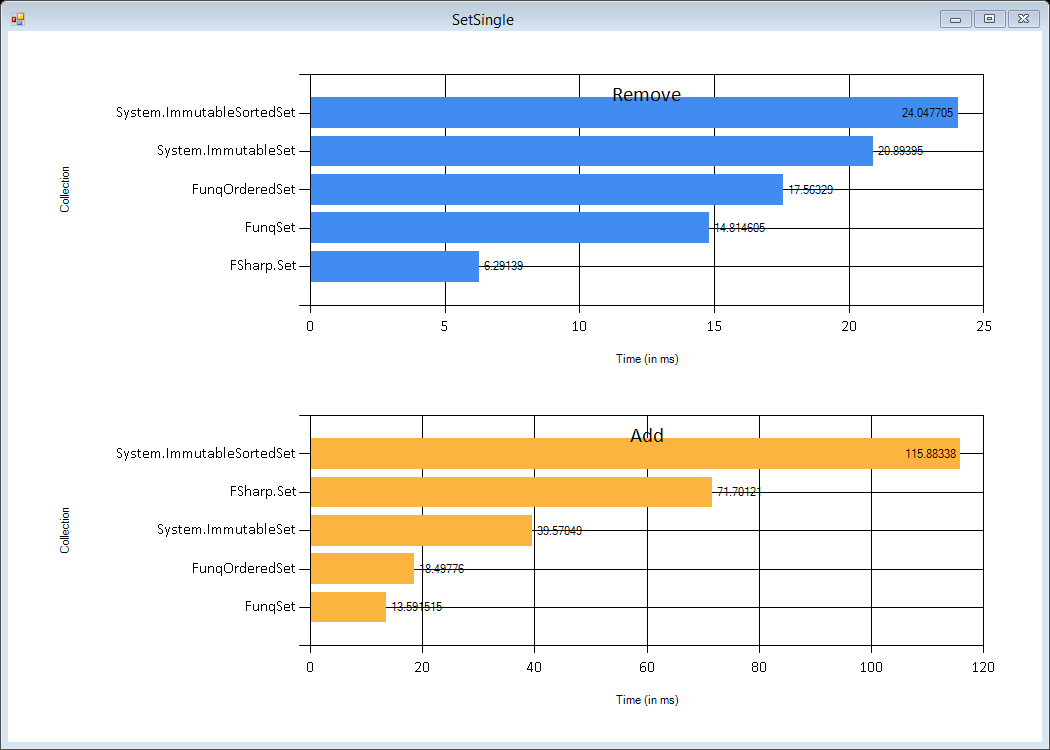 SetSingle
Remove
System.ImmutableSortedSet 24.047705
System.ImmutableSet 20.89395
FunqOrderedSet 17.56329
FunqSet 14.814605
FSharp.Set 6.29139
Collection
0 5 10 15 20 25
Time (in ms)
Add
System.ImmutableSortedSet 115.88338
FSharp.Set 71.70121
System.ImmutableSet 39.57049
FunqOrderedSet 18.49776
FunqSet 13.591515
Collection
0 20 40 60 80 100 120
Time (in ms)